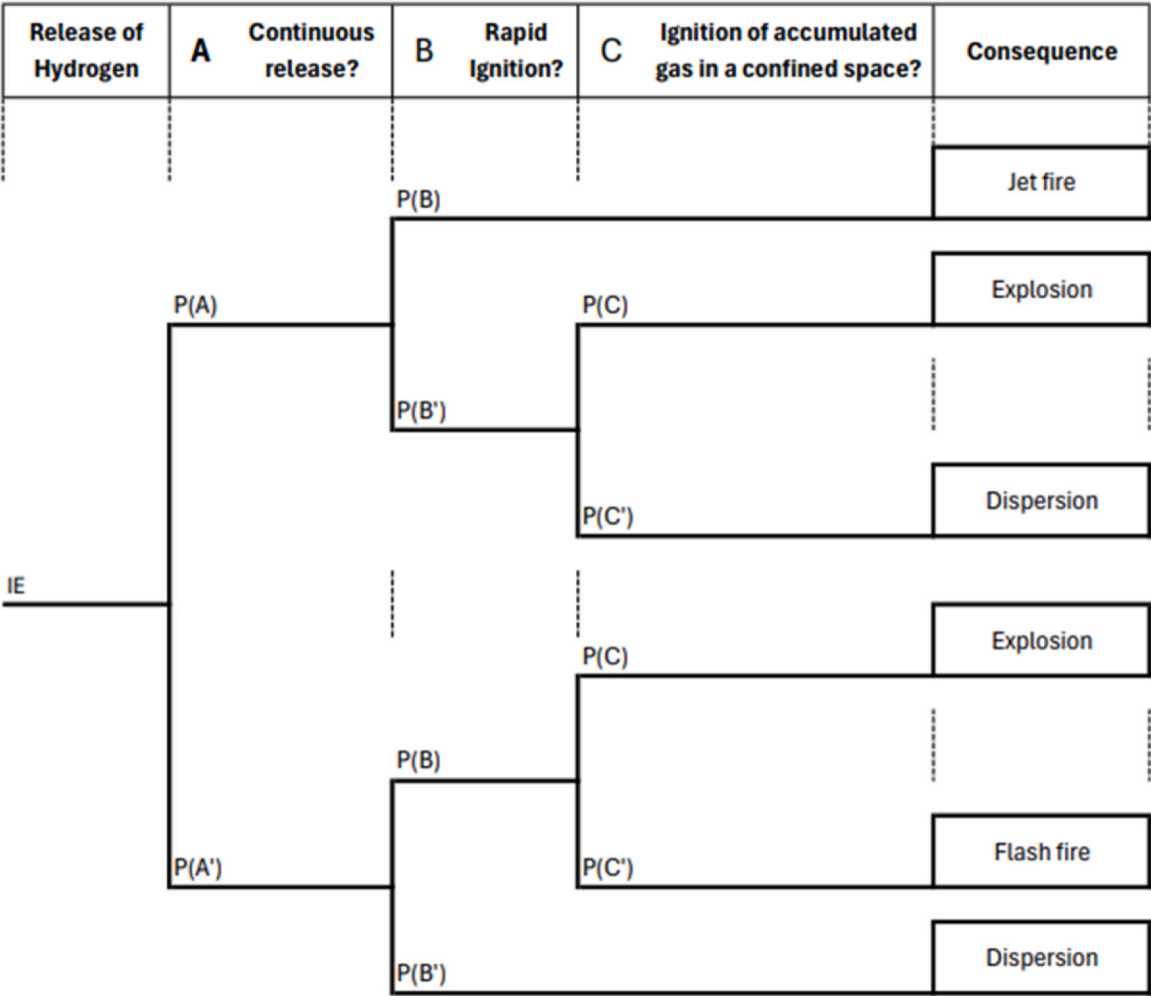 Release of
Hydrogen
A
Continuous
release?
B
Rapid
Ignition?
C
Ignition of accumulated
gas in a confined space?
Consequence
Jet fire
P(B)
Explosion
P(A)
P(C)
P(B')
Dispersion
P(C')
IE
Explosion
P(C)
P(B)
Flash fire
P(A')
P(C')
Dispersion
P(B')